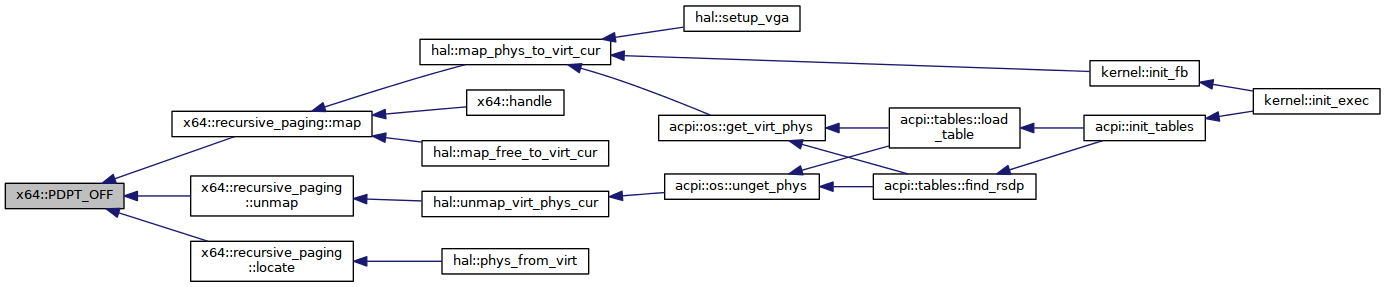 hal::setup_vga
hal::map_phys_to_virt_cur
kernel::init_fb
x64::handle
kernel::init_exec
x64::recursive_paging::map
acpi::os::get_virt_phys
acpi::tables::load
_table
acpi::init_tables
hal::map_free_to_virt_cur
x64::PDPT_OFF
x64::recursive_paging
::unmap
hal::unmap_virt_phys_cur
acpi::os::unget_phys
acpi::tables::find_rsdp
x64::recursive_paging
::locate
hal::phys_from_virt